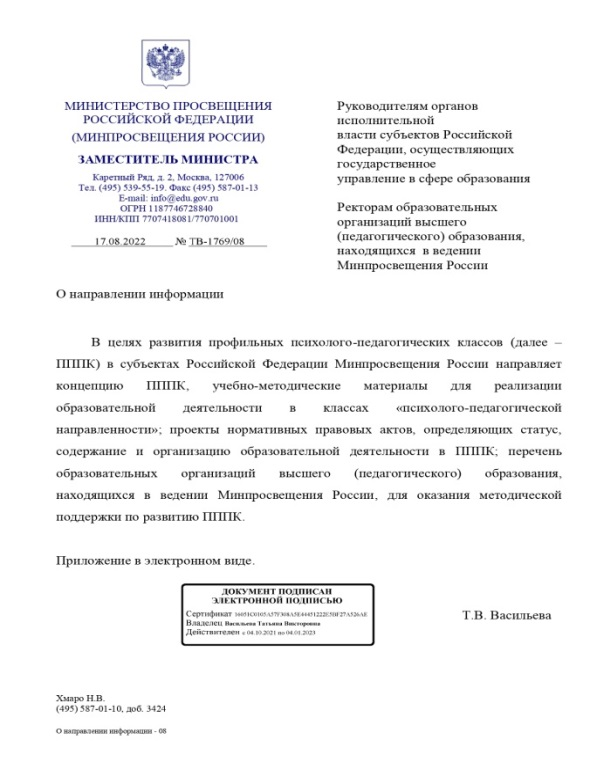 МИНИСТЕРСТВО ПРОСВЕЩЕНИЯ
РОССИЙСКОЙ ФЕДЕРАЦИИ
(МИНПРОСВЕЩЕНИЯ РОССИИ)
ЗАМЕСТИТЕЛЬ МИНИСТРА
Каретный Ряд, д. 2, Москва, 127006
Тел. (495) 539-55-19. Факс (495) 587-01-13
E-mail: info@edu.gov.ru
ОГРН 1187746728840
ИНН/КПП 7707418081/770701001
17.08.2022 № ТВ-1769/08
Руководителям органов
исполнительной
власти субъектов Российской
Федерации, осуществляющих
государственное
управление в сфере образования
Ректорам образовательных
организаций высшего
(педагогического) образования,
находящихся в ведении
Минпросвещения России
О направлении информации
В целях развития профильных психолого-педагогических классов (далее –
ПППК) в субъектах Российской Федерации Минпросвещения России направляет
концепцию ПППК, учебно-методические материалы для реализации
образовательной деятельности в классах «психолого-педагогической
направленности»; проекты нормативных правовых актов, определяющих статус,
содержание и организацию образовательной деятельности в ПППК; перечень
образовательных организаций высшего (педагогического) образования,
находящихся в ведении Минпросвещения России, для оказания методической
поддержки по развитию ПППК.
Приложение в электронном виде.
ДОКУМЕНТ ПОДПИСАН
ЭЛЕКТРОННОЙ ПОДПИСЬЮ
Сертификат
Владелец Васильева Татьяна Викторовна
Действителен с 04.10.2021 по 04.01.2023
Т.В. Васильева
Хмаро Н.В.
(495) 587-01-10, доб. 3424
О направлении информации - 08